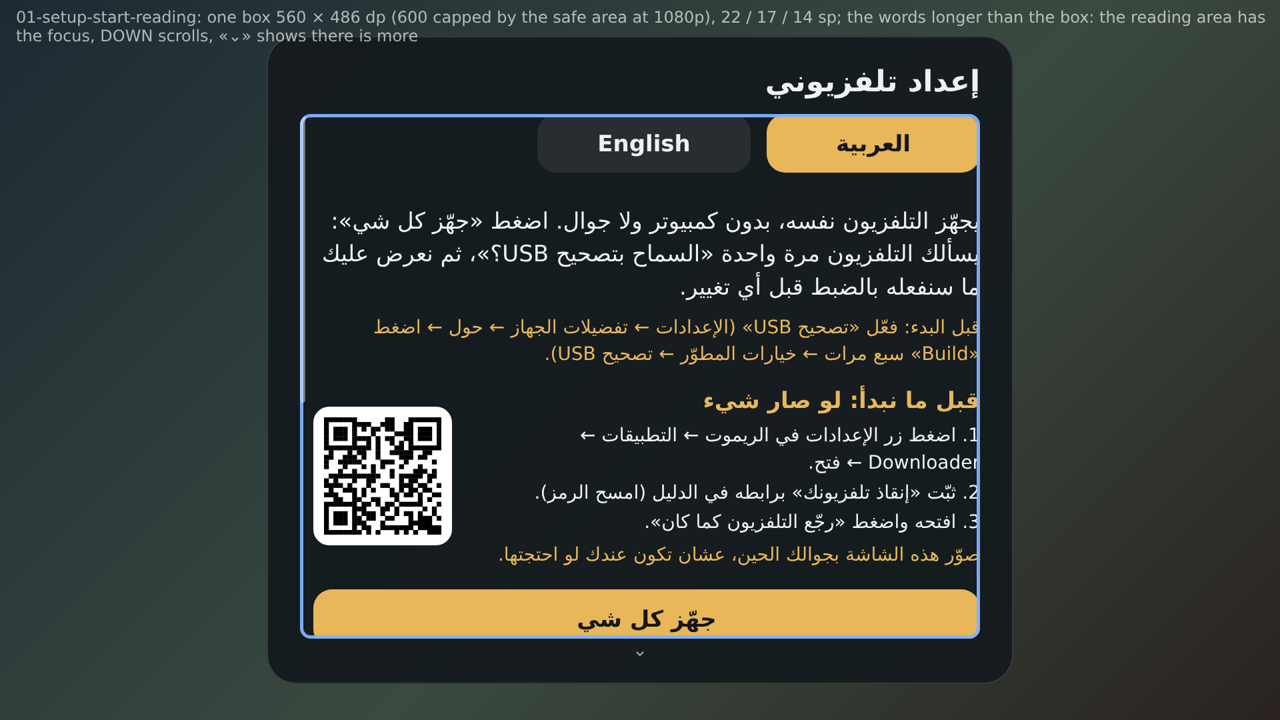 01-setup-start-reading: one box 560 × 486 dp (600 capped by the safe area at 1080p), 22 / 17 / 14 sp; the words longer than the box: the reading area has
the focus, DOWN scrolls, «⌄» shows there is more
إعداد تلفزيوني
العربية
English
يجهّز التلفزيون نفسه، بدون كمبيوتر ولا جوال. اضغط «جهّز كل شي»:
يسألك التلفزيون مرة واحدة «السماح بتصحيح USB؟»، ثم نعرض عليك
ما سنفعله بالضبط قبل أي تغيير.
قبل البدء: فعّل «تصحيح USB» (الإعدادات ← تفضيلات الجهاز ← حول ← اضغط
«Build» سبع مرات ← خيارات المطوّر ← تصحيح USB).
قبل ما نبدأ: لو صار شيء
1. اضغط زر الإعدادات في الريموت ← التطبيقات ←
Downloader ← فتح.
2. ثبّت «إنقاذ تلفزيونك» برابطه في الدليل (امسح الرمز).
3. افتحه واضغط «رجّع التلفزيون كما كان».
صوّر هذه الشاشة بجوالك الحين، عشان تكون عندك لو احتجتها.
جهّز كل شي
⌄